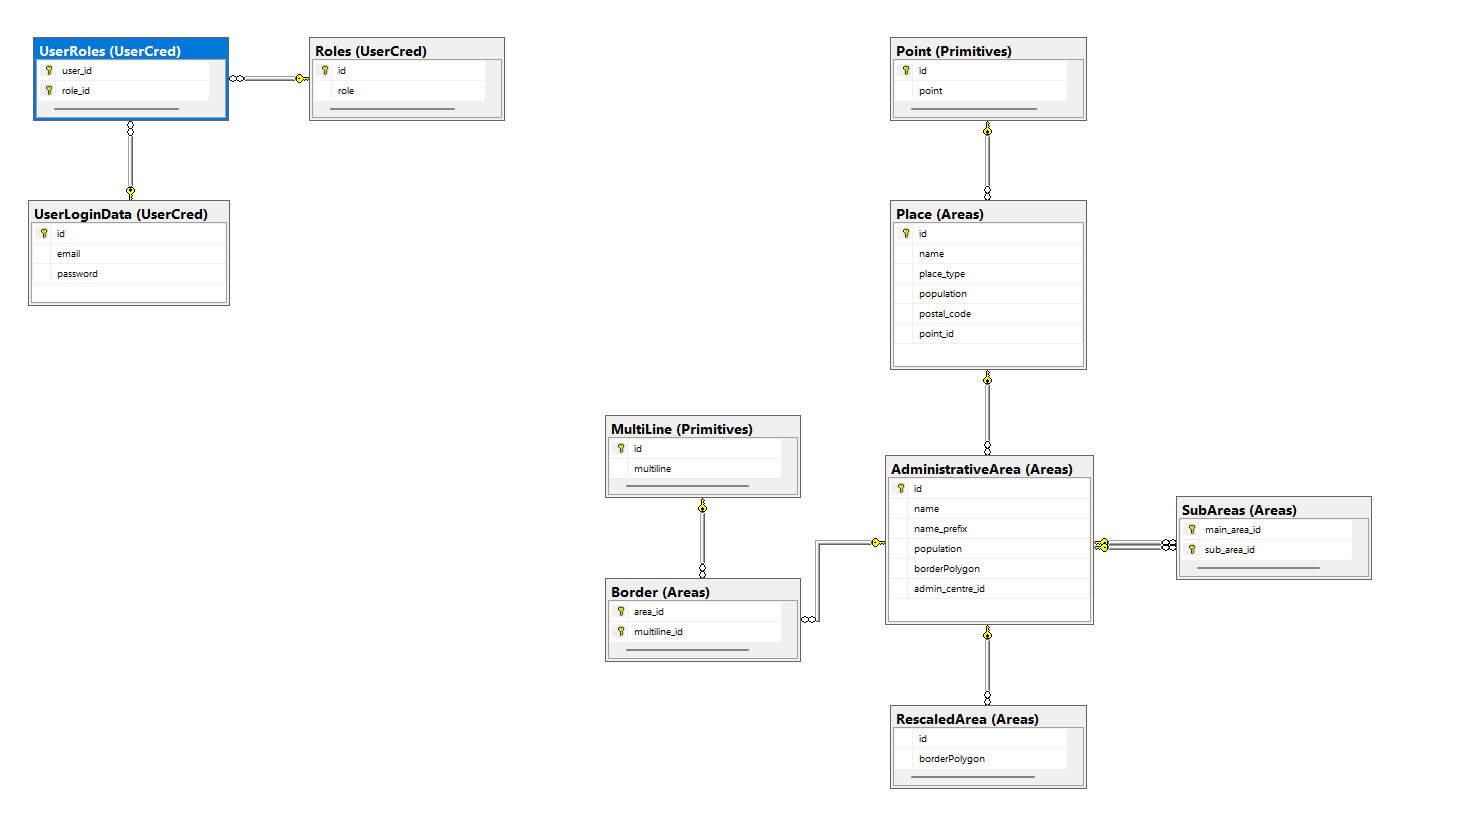 UserRoles (UserCred)
user_id
role_id
Roles (UserCred)
id
role
UserLoginData (UserCred)
id
email
password
Point (Primitives)
id
point
Place (Areas)
id
name
place_type
population
postal_code
point_id
MultiLine (Primitives)
id
multiline
Border (Areas)
area_id
multiline_id
AdministrativeArea (Areas)
id
name
name_prefix
population
borderPolygon
admin_centre_id
SubAreas (Areas)
main_area_id
sub_area_id
RescaledArea (Areas)
id
borderPolygon